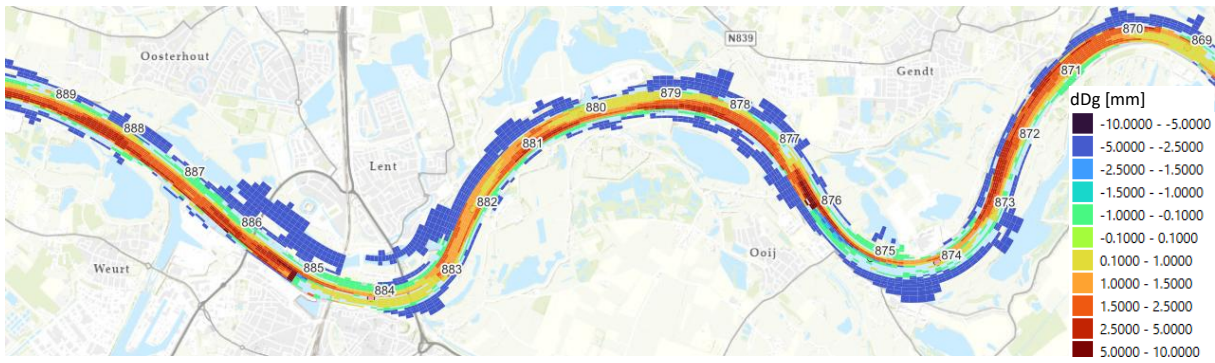 870
869
N839
Oosterhout
Gendt
871
dDg [mm]
889
879
878
880
888
872
877
881
887
Lent
876
882
873
886
Ooij
875
874
Weurt
885
883
884
-10.0000 - -5.0000
-5.0000 - -2.5000
-2.5000 - -1.5000
-1.5000 - -1.0000
-1.0000 - -0.1000
-0.1000 - 0.1000
0.1000 - 1.0000
1.0000 - 1.5000
1.5000 - 2.5000
2.5000 - 5.0000
5.0000 - 10.0000